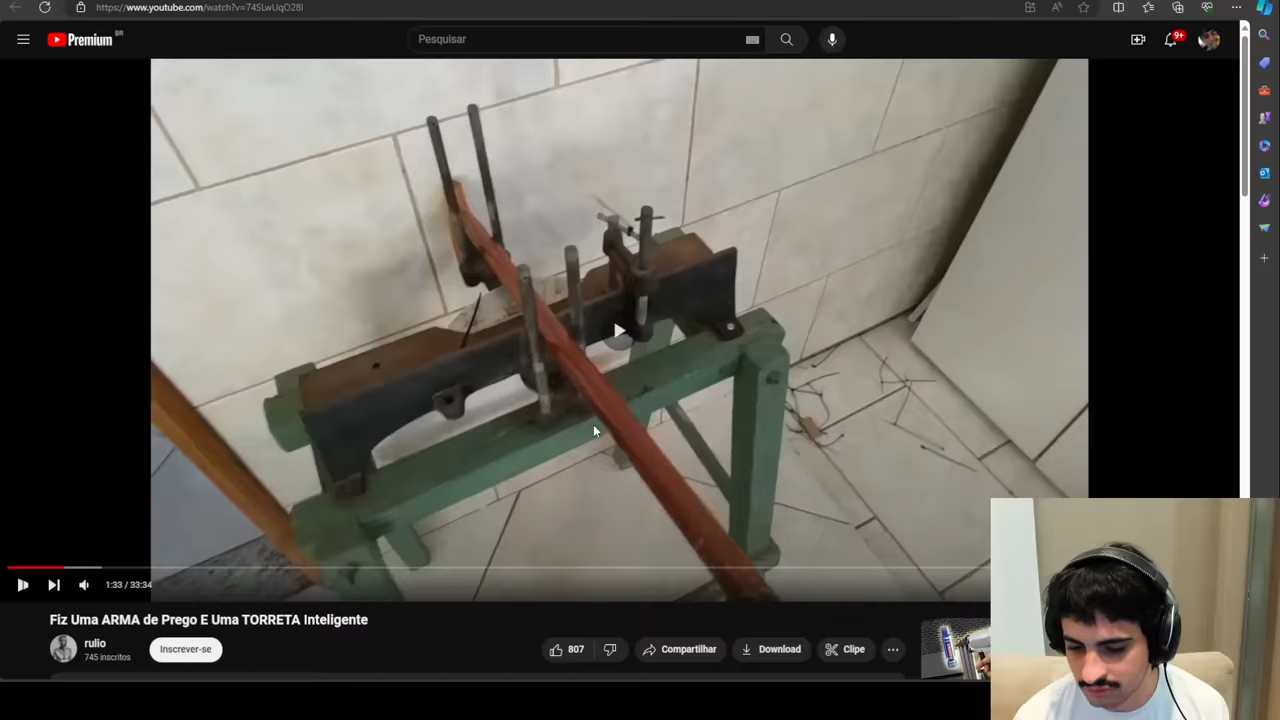 https://www.youtube.com/watch?v=745LwUqO28I
Premium BR
Pesquisar
9+
1:33 / 33:34
Fiz Uma ARMA de Prego E Uma TORRETA Inteligente
rulio
745 inscritos
Inscrever-se
807
Compartilhar
Download
Clipe